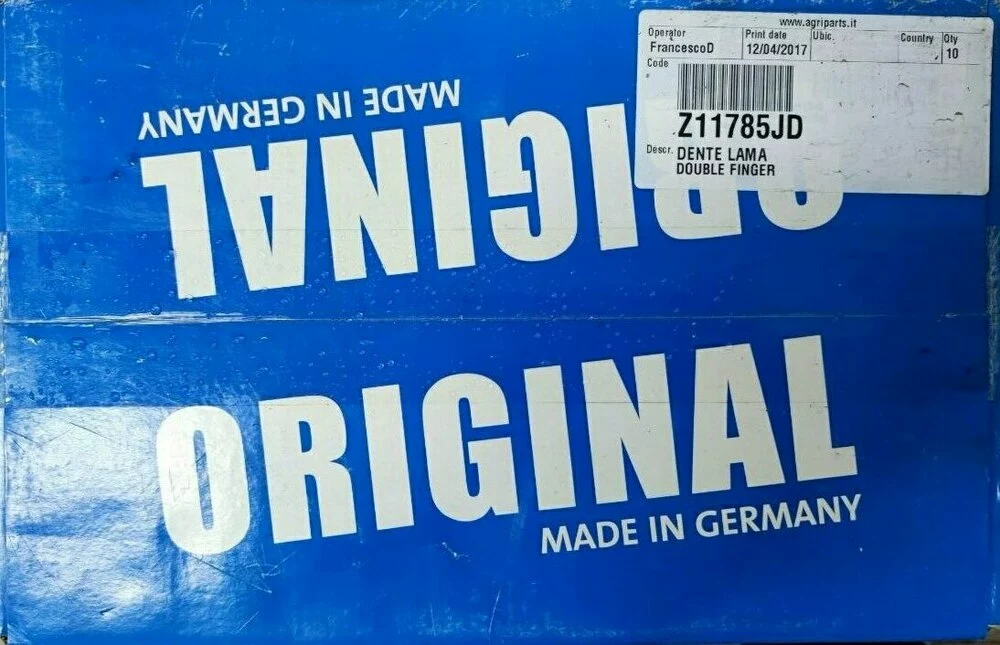 www.agriparts.it
Operator Print date Ubic. Country Qty
FrancescoD 12/04/2017 10
Code
Z11785JD
Descr. DENTE LAMA
DOUBLE FINGER
MADE IN GERMANY
ORIGINAL
ORIGINAL
MADE IN GERMANY